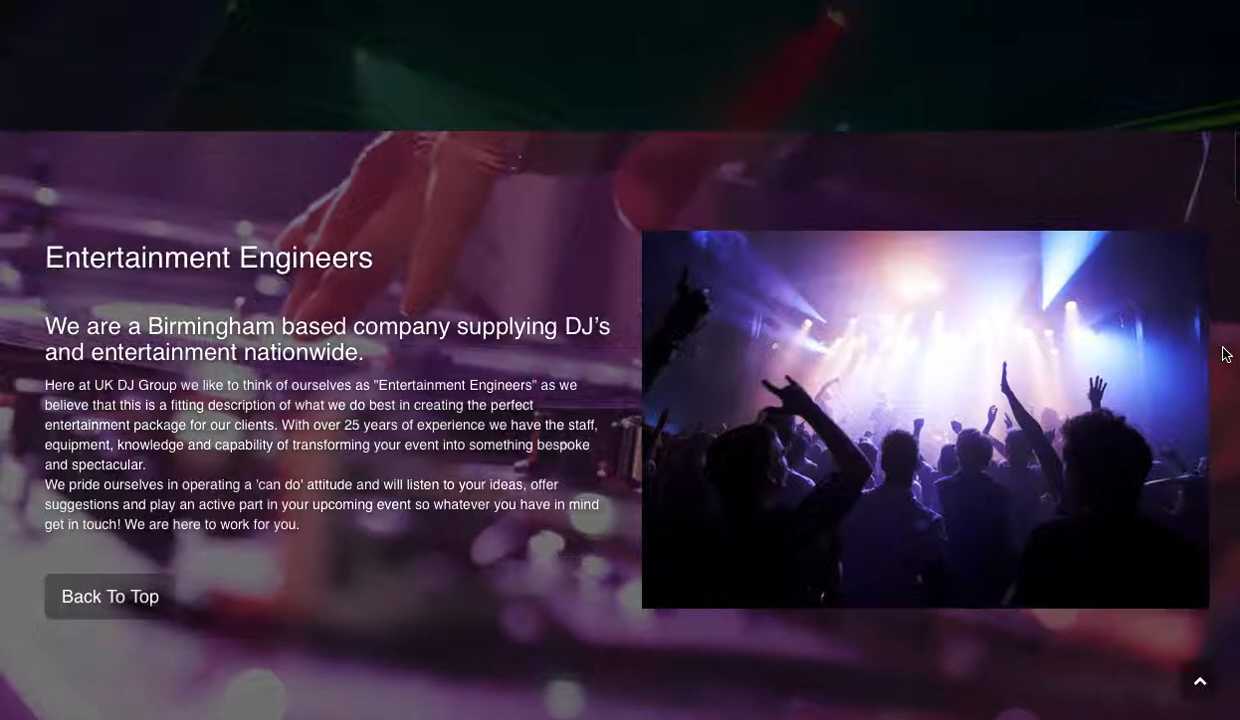 Entertainment Engineers
We are a Birmingham based company supplying DJ’s
and entertainment nationwide.
Here at UK DJ Group we like to think of ourselves as "Entertainment Engineers" as we
believe that this is a fitting description of what we do best in creating the perfect
entertainment package for our clients. With over 25 years of experience we have the staff,
equipment, knowledge and capability of transforming your event into something bespoke
and spectacular.
We pride ourselves in operating a 'can do' attitude and will listen to your ideas, offer
suggestions and play an active part in your upcoming event so whatever you have in mind
get in touch! We are here to work for you.
Back To Top